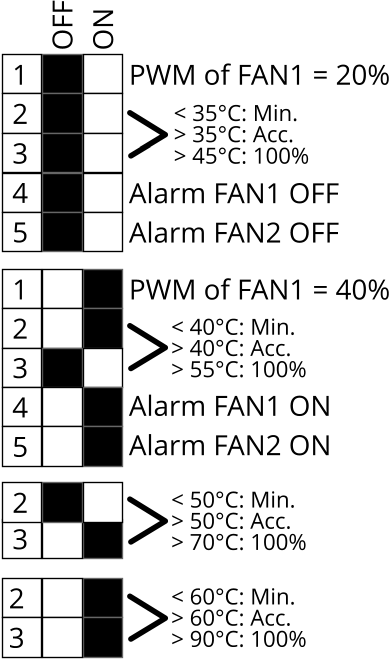 OFF ON
1 PWM of FAN1 = 20%
2 < 35°C: Min.
> 35°C: Acc.
3 > 45°C: 100%
4 Alarm FAN1 OFF
5 Alarm FAN2 OFF
1 PWM of FAN1 = 40%
2 < 40°C: Min.
> 40°C: Acc.
3 > 55°C: 100%
4 Alarm FAN1 ON
5 Alarm FAN2 ON
2 < 50°C: Min.
> 50°C: Acc.
3 > 70°C: 100%
2 < 60°C: Min.
> 60°C: Acc.
3 > 90°C: 100%